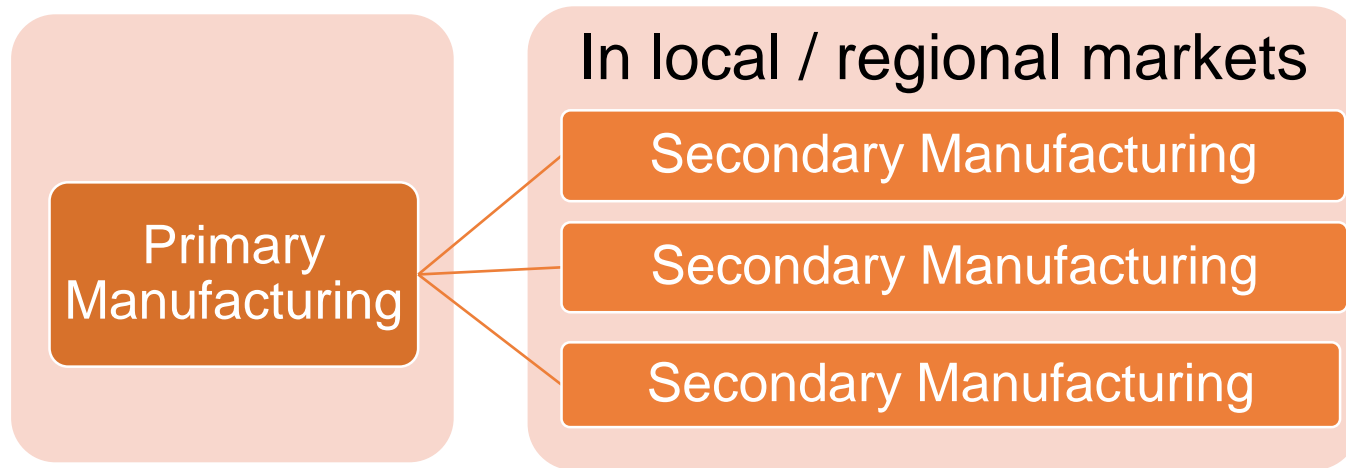 In local / regional markets
Primary
Manufacturing
Secondary Manufacturing
Secondary Manufacturing
Secondary Manufacturing